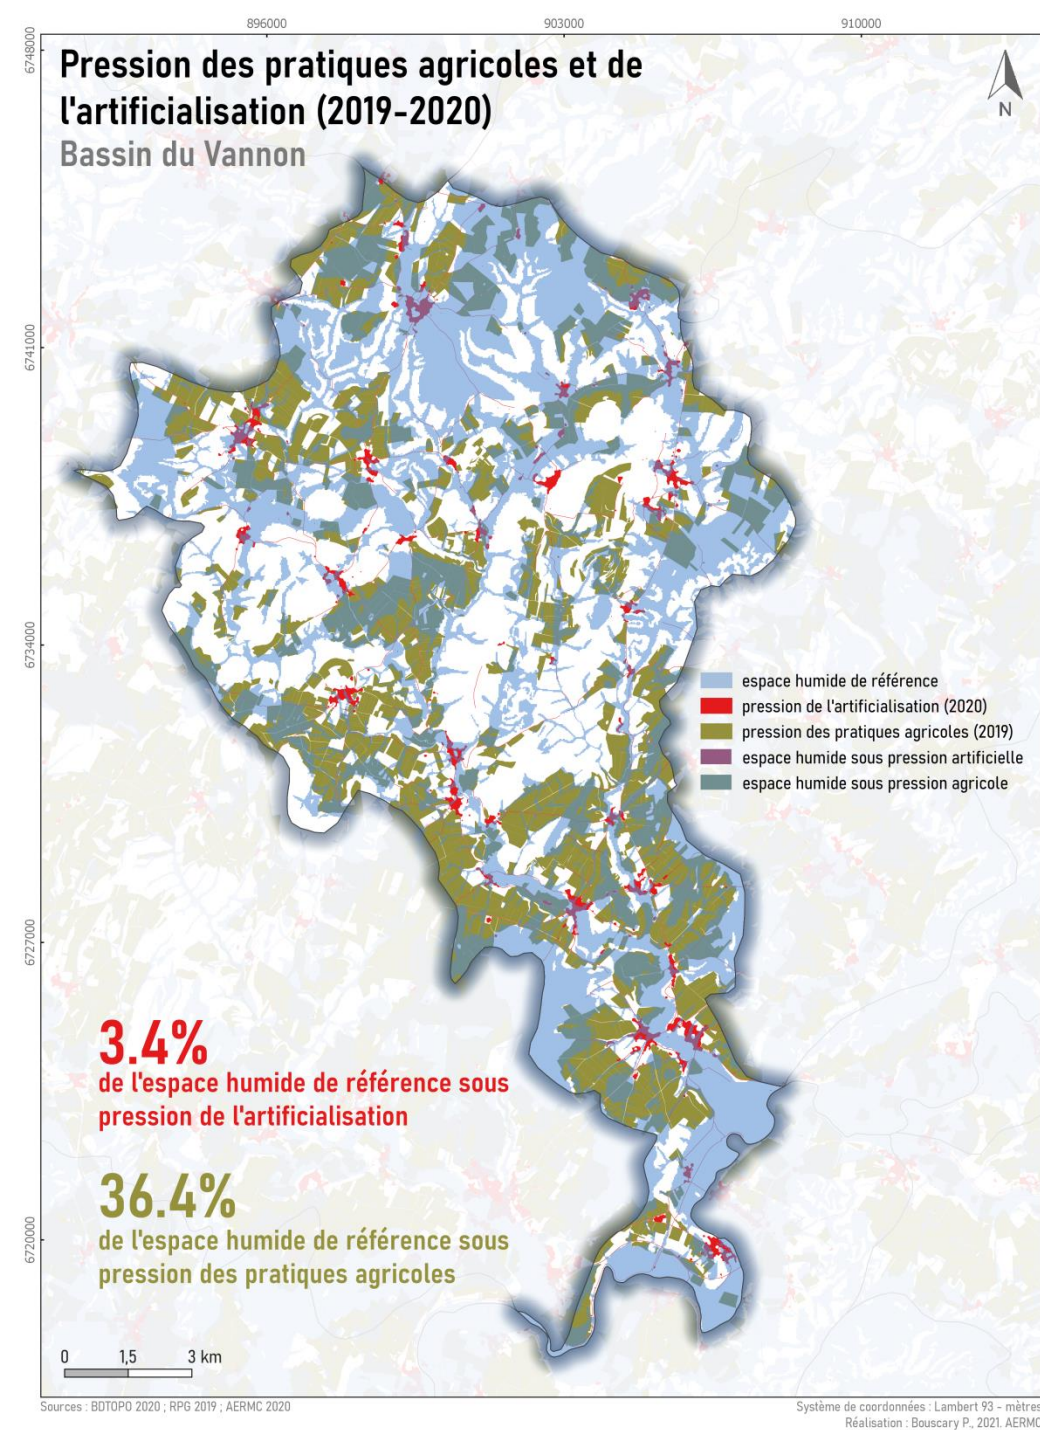 896000
903000
910000
6748000
Pression des pratiques agricoles et de
l'artificialisation (2019-2020)
Bassin du Vannon
N
6741000
6734000
espace humide de référence
pression de l'artificialisation (2020)
pression des pratiques agricoles (2019)
espace humide sous pression artificielle
espace humide sous pression agricole
6727000
3.4%
de l'espace humide de référence sous
pression de l'artificialisation
36.4%
de l'espace humide de référence sous
pression des pratiques agricoles
6720000
0 1,5 3 km
Sources : BDTOPO 2020 ; RPG 2019 ; AERMC 2020
Système de coordonnées : Lambert 93 - mètres
Réalisation : Bouscary P., 2021. AERMC